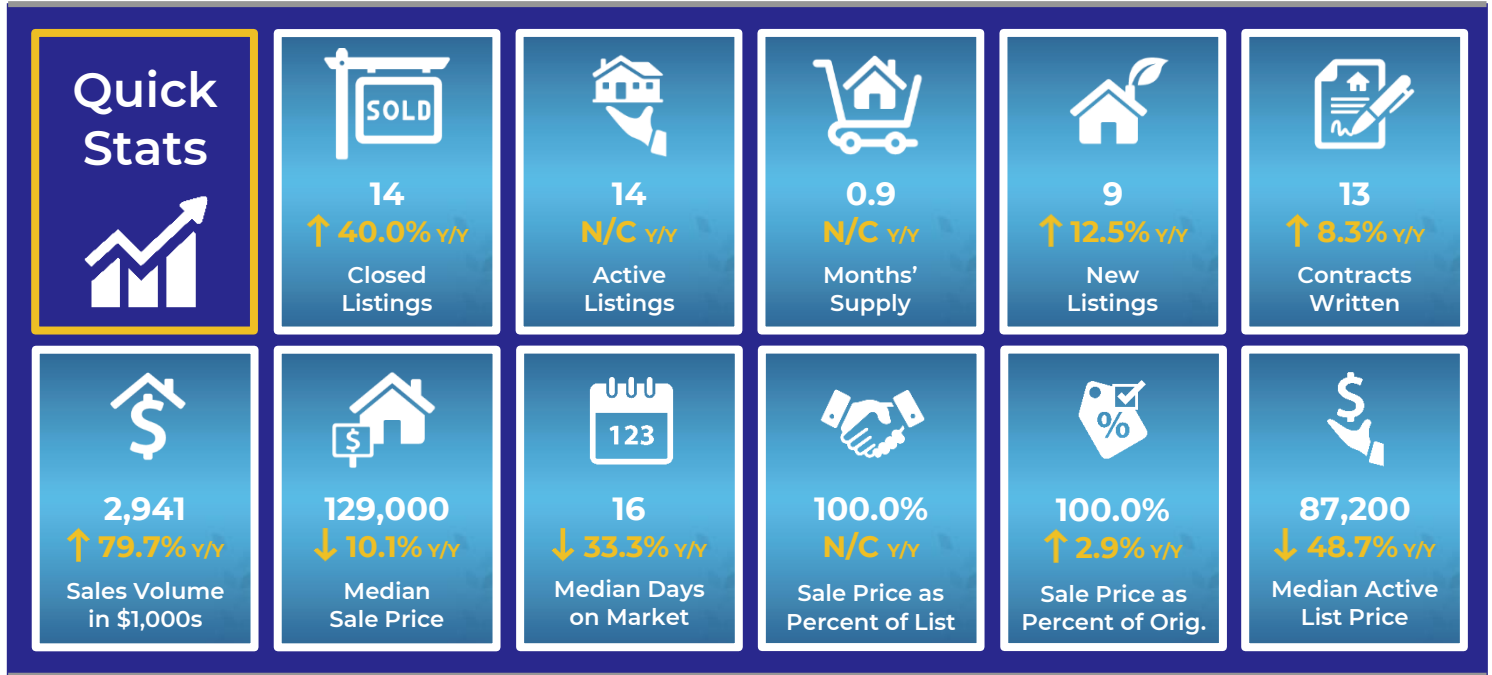 Quick
Stats
SOLD
14
↑ 40.0% Y/Y
Closed
Listings
14
N/C Y/Y
Active
Listings
0.9
N/C Y/Y
Months’
Supply
9
↑ 12.5% Y/Y
New
Listings
13
↑ 8.3% Y/Y
Contracts
Written
$
2,941
↑ 79.7% Y/Y
Sales Volume
in $1,000s
$
129,000
↓ 10.1% Y/Y
Median
Sale Price
123
16
↓ 33.3% Y/Y
Median Days
on Market
100.0%
N/C Y/Y
Sale Price as
Percent of List
%
100.0%
↑ 2.9% Y/Y
Sale Price as
Percent of Orig.
$
87,200
↓ 48.7% Y/Y
Median Active
List Price